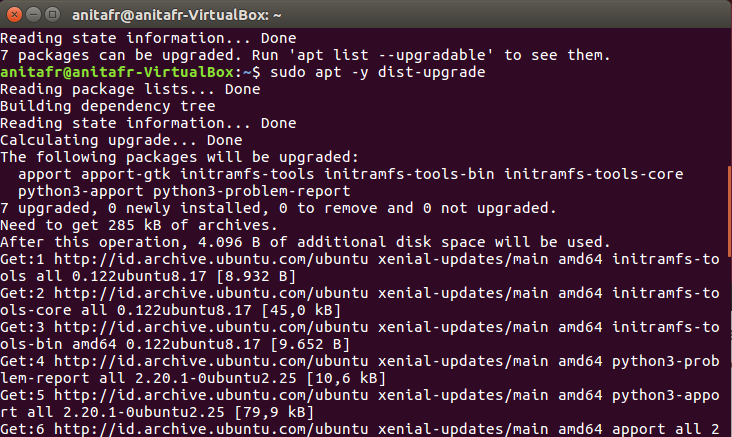 anitafr@anitafr-VirtualBox: ~
Reading state information... Done
7 packages can be upgraded. Run 'apt list --upgradable' to see them.
anitafr@anitafr-VirtualBox:~$ sudo apt -y dist-upgrade
Reading package lists... Done
Building dependency tree
Reading state information... Done
Calculating upgrade... Done
The following packages will be upgraded:
  apport apport-gtk initramfs-tools initramfs-tools-bin initramfs-tools-core
  python3-apport python3-problem-report
7 upgraded, 0 newly installed, 0 to remove and 0 not upgraded.
Need to get 285 kB of archives.
After this operation, 4.096 B of additional disk space will be used.
Get:1 http://id.archive.ubuntu.com/ubuntu xenial-updates/main amd64 initramfs-to
ols all 0.122ubuntu8.17 [8.932 B]
Get:2 http://id.archive.ubuntu.com/ubuntu xenial-updates/main amd64 initramfs-to
ols-core all 0.122ubuntu8.17 [45,0 kB]
Get:3 http://id.archive.ubuntu.com/ubuntu xenial-updates/main amd64 initramfs-to
ols-bin amd64 0.122ubuntu8.17 [9.652 B]
Get:4 http://id.archive.ubuntu.com/ubuntu xenial-updates/main amd64 python3-prob
lem-report all 2.20.1-0ubuntu2.25 [10,6 kB]
Get:5 http://id.archive.ubuntu.com/ubuntu xenial-updates/main amd64 python3-appo
rt all 2.20.1-0ubuntu2.25 [79,9 kB]
Get:6 http://id.archive.ubuntu.com/ubuntu xenial-updates/main amd64 apport all 2